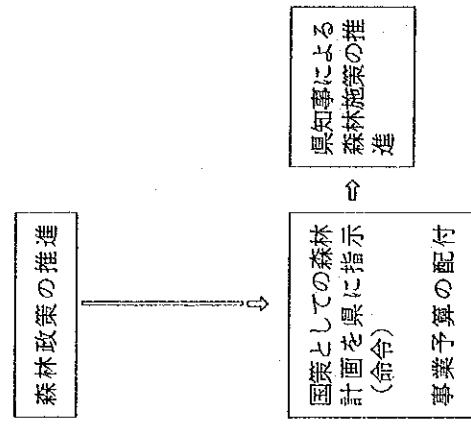 森林政策の推進
国策としての森林
計画を県に指示
(命令)
事業予算の配付
県知事による
森林施策の推
進